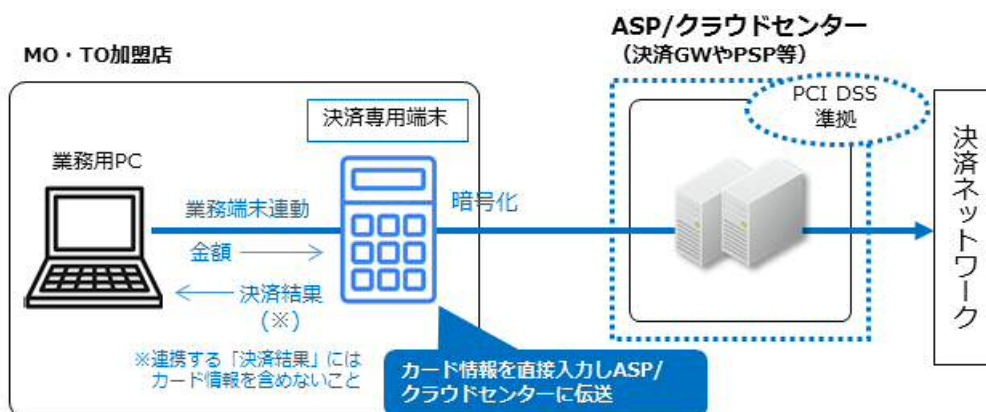 MO・TO加盟店
ASP/クラウドセンター
（決済GWやPSP等）
PCI DSS
準拠
決済専用端末
業務用PC
業務端末連動
暗号化
金額
決済結果
（※）
※連携する「決済結果」には
カード情報を含めないこと
カード情報を直接入力しASP/
クラウドセンターに伝送
決済ネットワーク